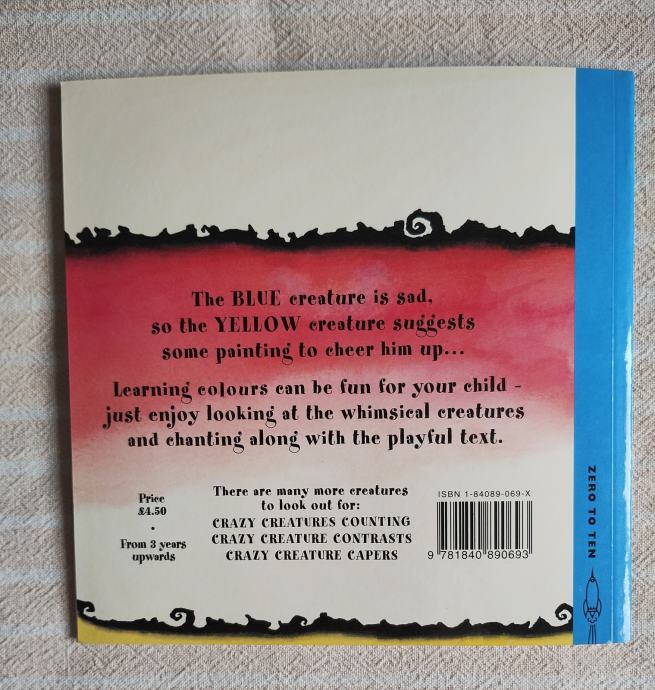 The BLUE creature is sad,
so the YELLOW creature suggests
some painting to cheer him up...
Learning colours can be fun for your child -
just enjoy looking at the whimsical creatures
and chanting along with the playful text.
Price
£4.50
•
From 3 years
upwards
There are many more creatures
to look out for:
CRAZY CREATURES COUNTING
CRAZY CREATURE CONTRASTS
CRAZY CREATURE CAPERS
ISBN 1-84089-069-X
9 781840 890693
ZERO TO TEN